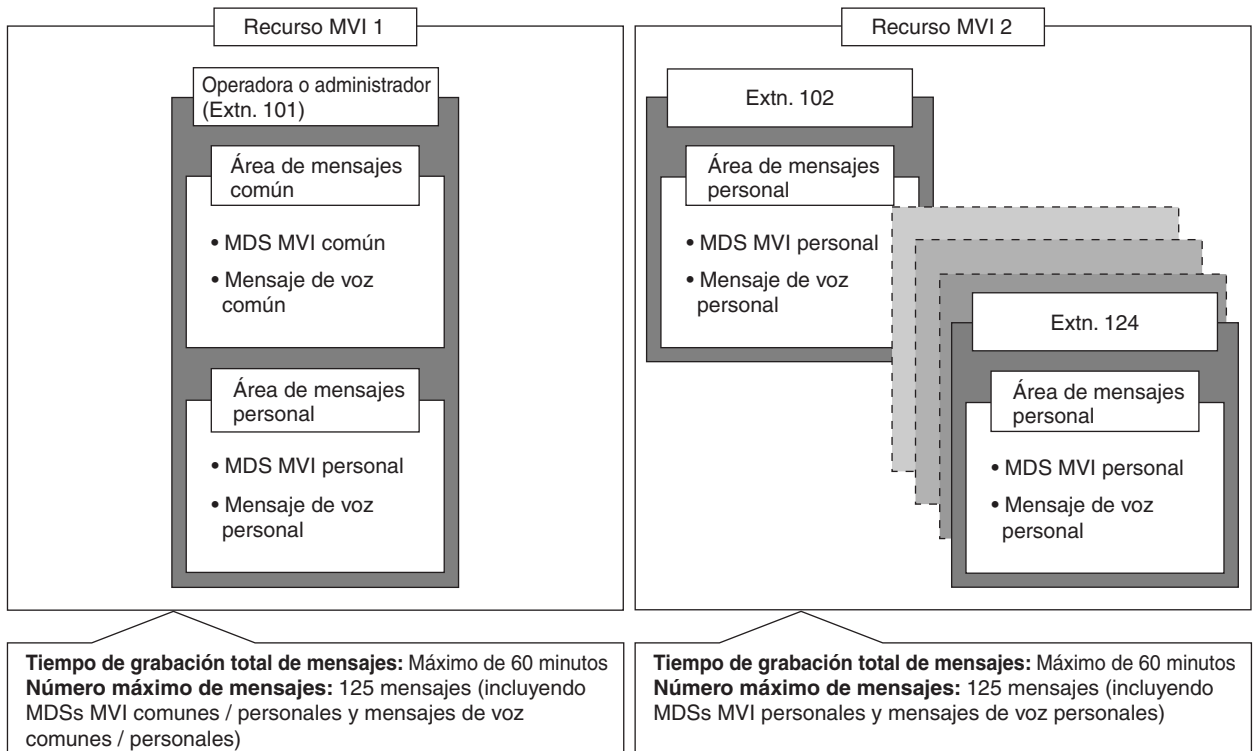 Recurso MVI 1
Operadora o administrador
(Extn. 101)
Área de mensajes
común
• MDS MVI común
• Mensaje de voz
común
Área de mensajes
personal
• MDS MVI personal
• Mensaje de voz
personal
Tiempo de grabación total de mensajes: Máximo de 60 minutos
Número máximo de mensajes: 125 mensajes (incluyendo
MDSs MVI comunes / personales y mensajes de voz
comunes / personales)
Recurso MVI 2
Extn. 102
Área de mensajes
personal
• MDS MVI personal
• Mensaje de voz
personal
Extn. 124
Área de mensajes
personal
• MDS MVI personal
• Mensaje de voz
personal
Tiempo de grabación total de mensajes: Máximo de 60 minutos
Número máximo de mensajes: 125 mensajes (incluyendo
MDSs MVI personales y mensajes de voz personales)